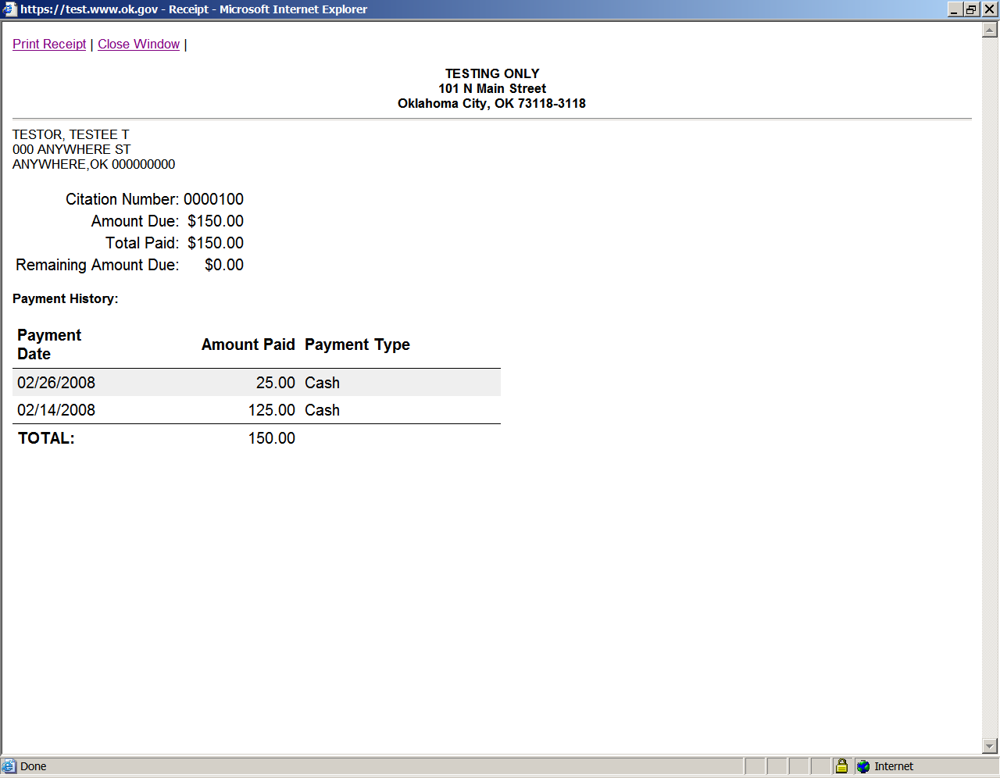 https://test.www.ok.gov - Receipt - Microsoft Internet Explorer
Print Receipt | Close Window |
TESTING ONLY
101 N Main Street
Oklahoma City, OK 73118-3118
TESTOR, TESTEE T
000 ANYWHERE ST
ANYWHERE,OK 000000000
Citation Number: 0000100
Amount Due: $150.00
Total Paid: $150.00
Remaining Amount Due: $0.00
Payment History:
Payment Date Amount Paid Payment Type
02/26/2008 25.00 Cash
02/14/2008 125.00 Cash
TOTAL: 150.00
Done Internet